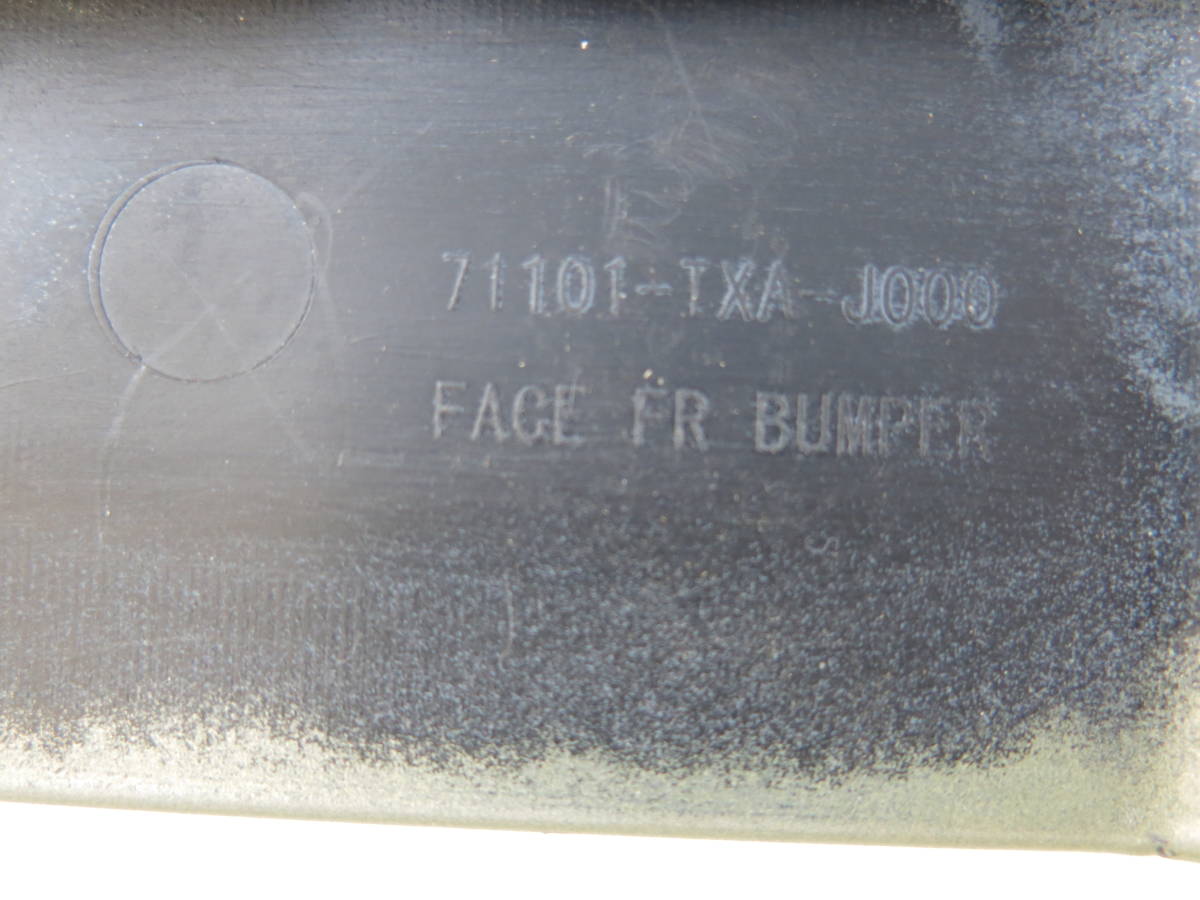 71101-TXA-J000
FACE FR BUMPER